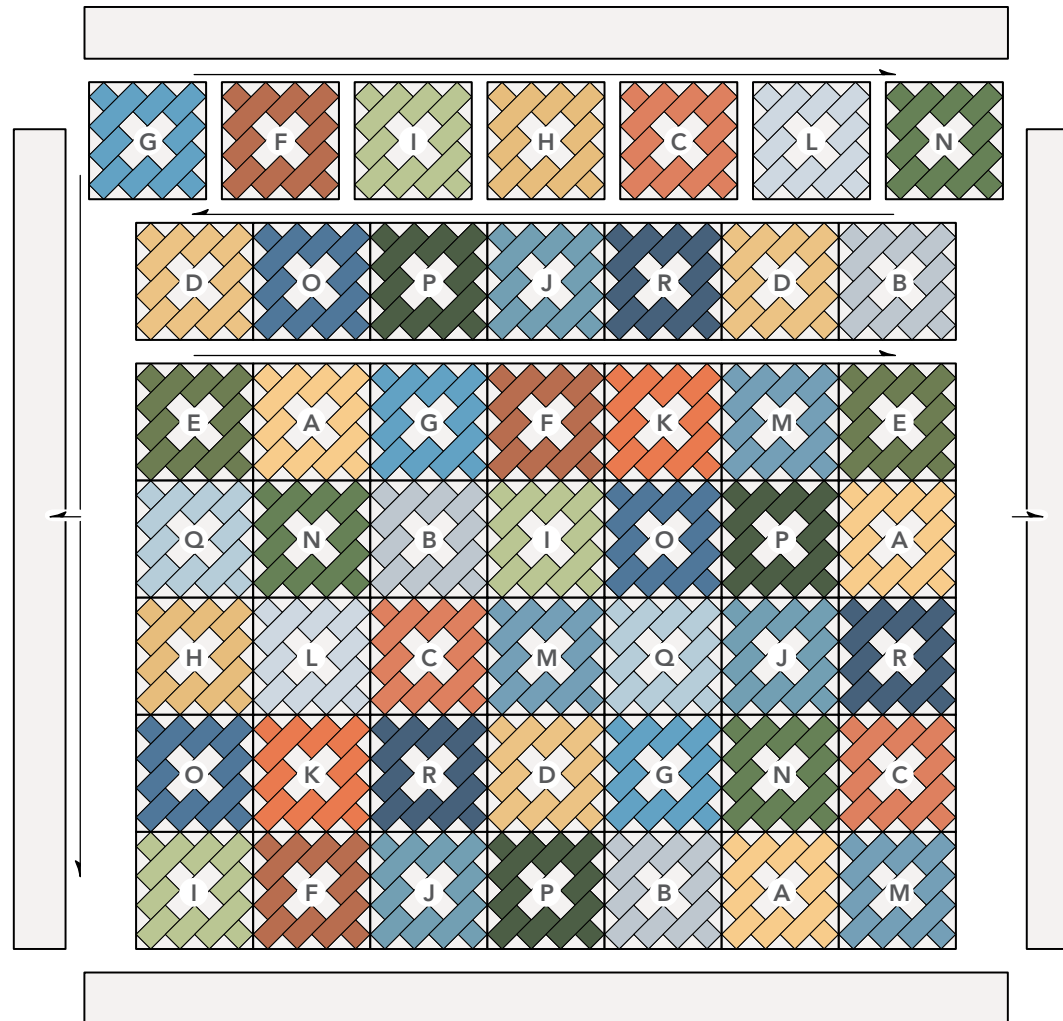 G F I H C L N
D O P J R D B
E A G F K M E
Q N B I O P A
H L C M Q J R
O K R D G N C
I F J P B A M